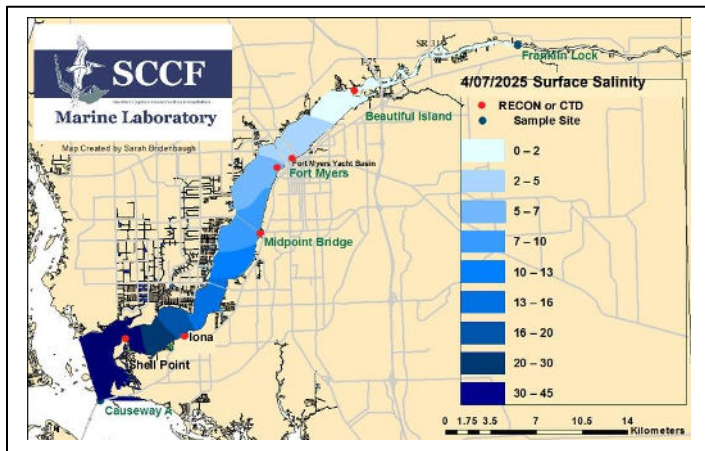 SCCF
Marine Laboratory
Map Created by Sarah Bridenbaugh
SR 31
Franklin Lock
I-75
Beautiful Island
Fort Myers Yacht Basin
Fort Myers
Midpoint Bridge
Iona
Shell Point
Causeway A
4/07/2025 Surface Salinity
RECON or CTD
Sample Site
0 – 2
2 – 5
5 – 7
7 – 10
10 – 13
13 – 16
16 – 20
20 – 30
30 – 45
0 1.75 3.5 7 10.5 14
Kilometers